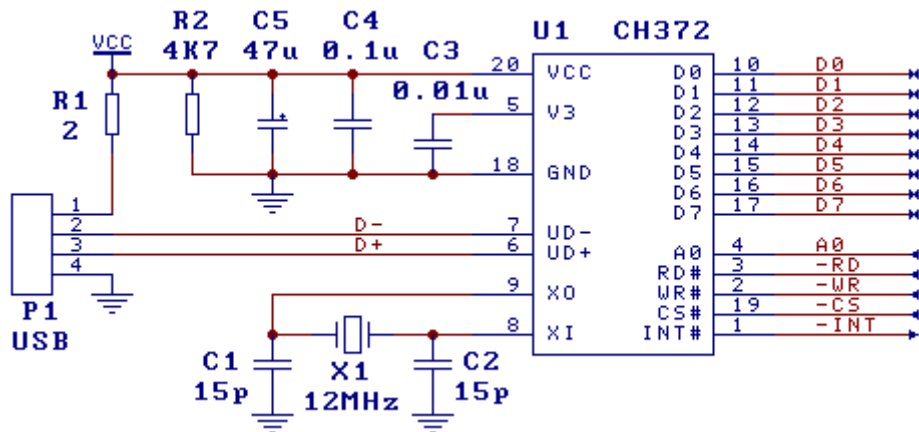 VCC
R1
2
R2
4K7
C5
47u
C4
0.1u
C3
0.01u
U1 CH372
20 VCC
5 V3
18 GND
D- 7 UD-
D+ 6 UD+
9 XO
8 XI
D0 10 D0
D1 11 D1
D2 12 D2
D3 13 D3
D4 14 D4
D5 15 D5
D6 16 D6
D7 17 D7
A0 4 A0
RD# 3 -RD
WR# 2 -WR
CS# 19 -CS
INT# 1 -INT
1
2
3
4
P1
USB
C1
15p
X1
12MHz
C2
15p